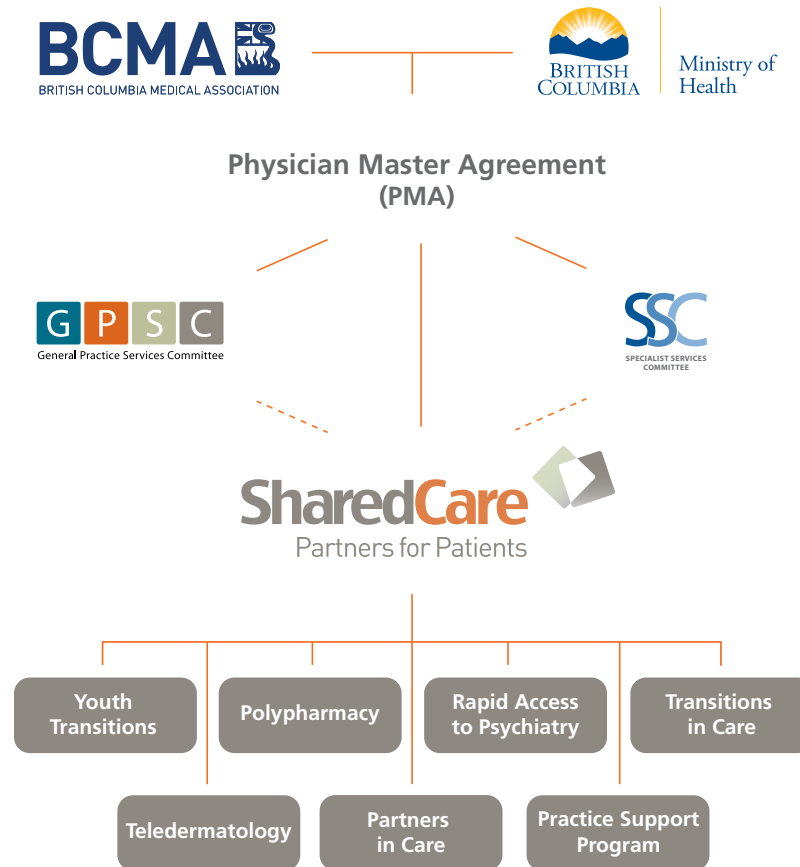 BCMA
BRITISH COLUMBIA MEDICAL ASSOCIATION
BRITISH
COLUMBIA
Ministry of
Health
Physician Master Agreement
(PMA)
GPSC
General Practice Services Committee
SSC
SPECIALIST SERVICES
COMMITTEE
SharedCare
Partners for Patients
Youth
Transitions
Polypharmacy
Rapid Access
to Psychiatry
Transitions
in Care
Teledermatology
Partners
in Care
Practice Support
Program